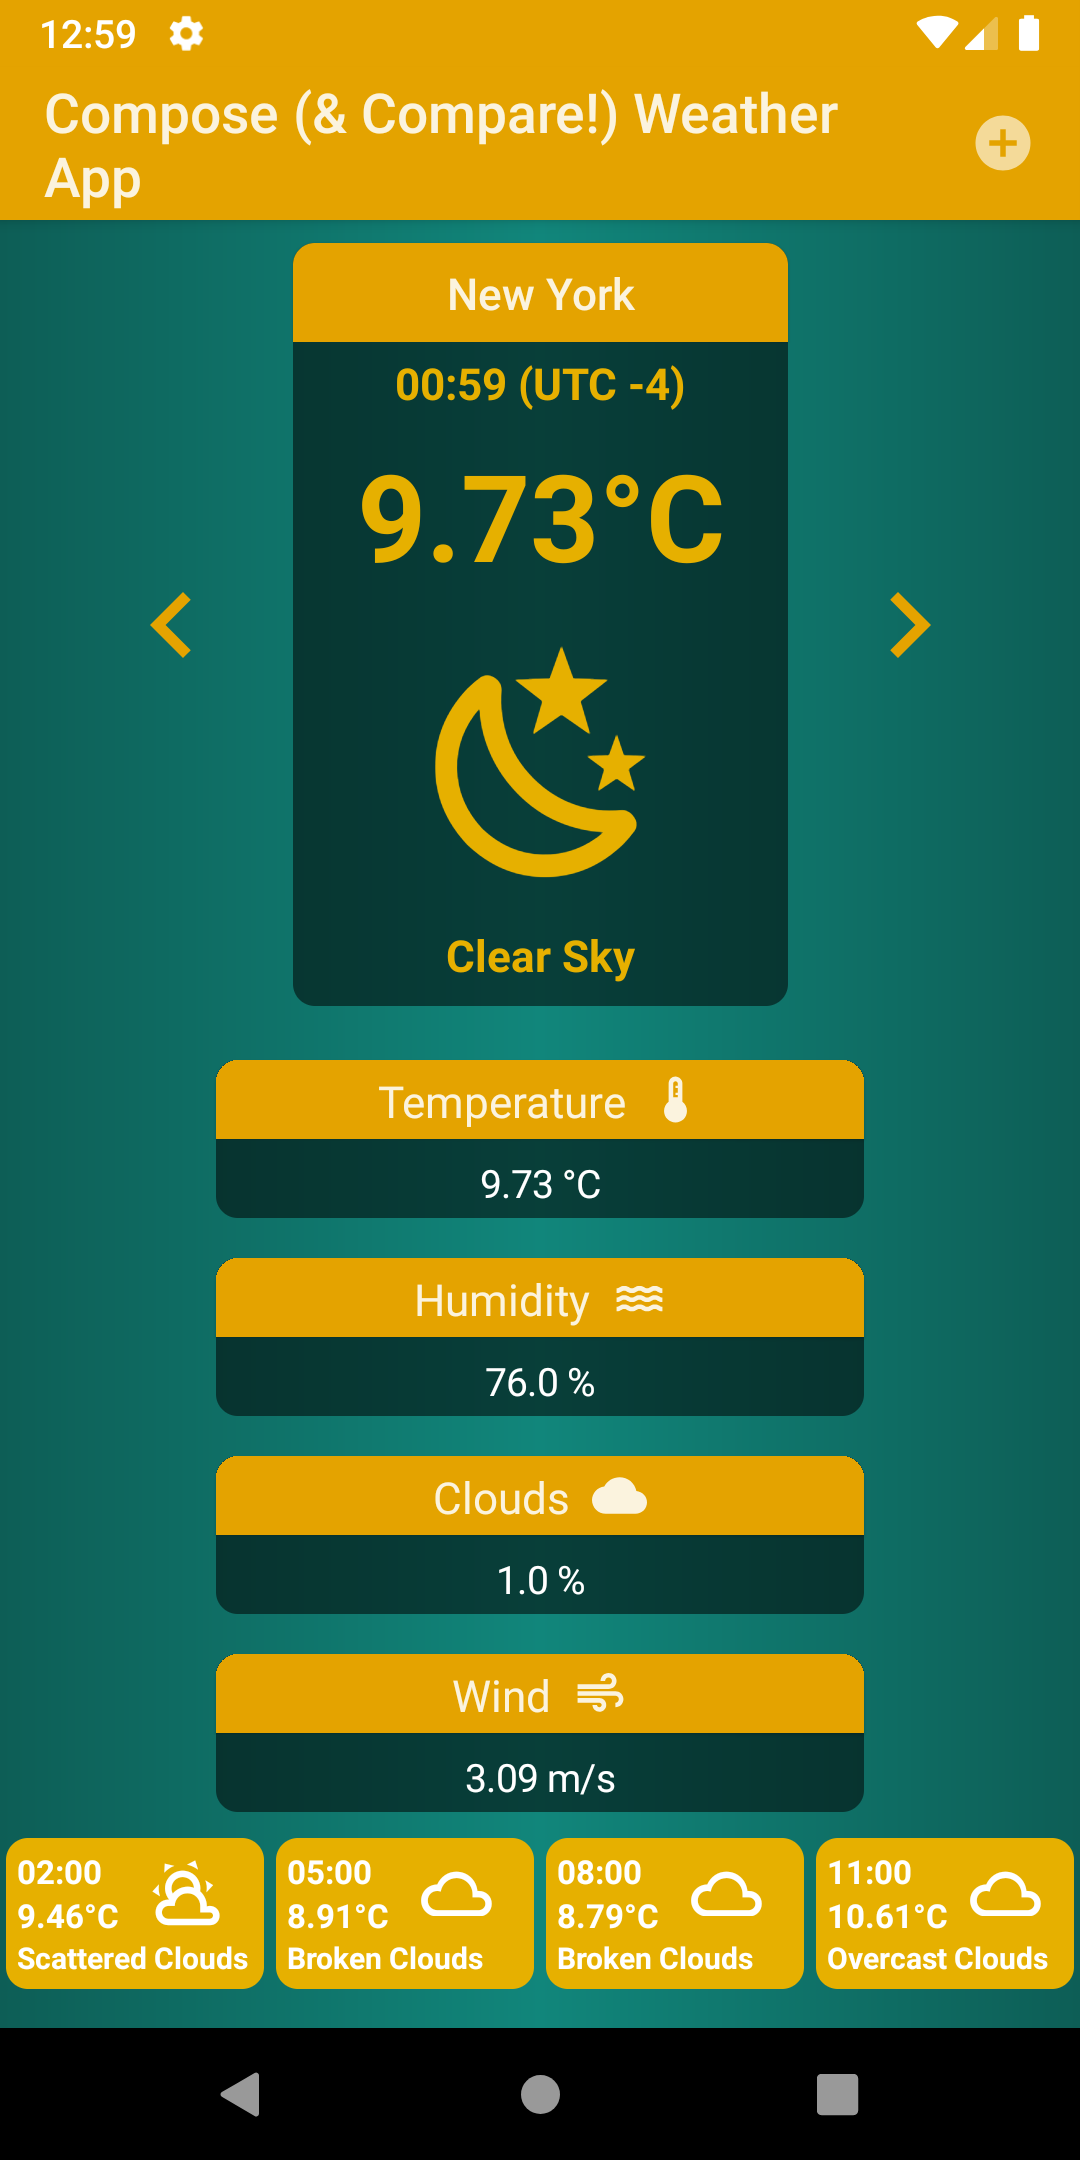 12:59
Compose (& Compare!) Weather
App
New York
00:59 (UTC -4)
9.73°C
Clear Sky
Temperature
9.73 °C
Humidity
76.0 %
Clouds
1.0 %
Wind
3.09 m/s
02:00
9.46°C
Scattered Clouds
05:00
8.91°C
Broken Clouds
08:00
8.79°C
Broken Clouds
11:00
10.61°C
Overcast Clouds